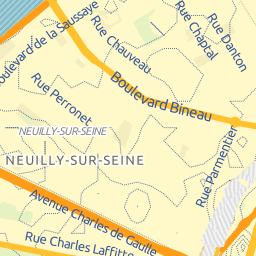 Boulevard de la Saussaye
Rue Chauveau
Rue Chaptal
Rue Danton
Rue Perronet
Boulevard Bineau
NEUILLY-SUR-SEINE
NEUILLY-SUR-SEINE
Rue Parmentier
Avenue Charles de Gaulle
Rue Charles Laffitte